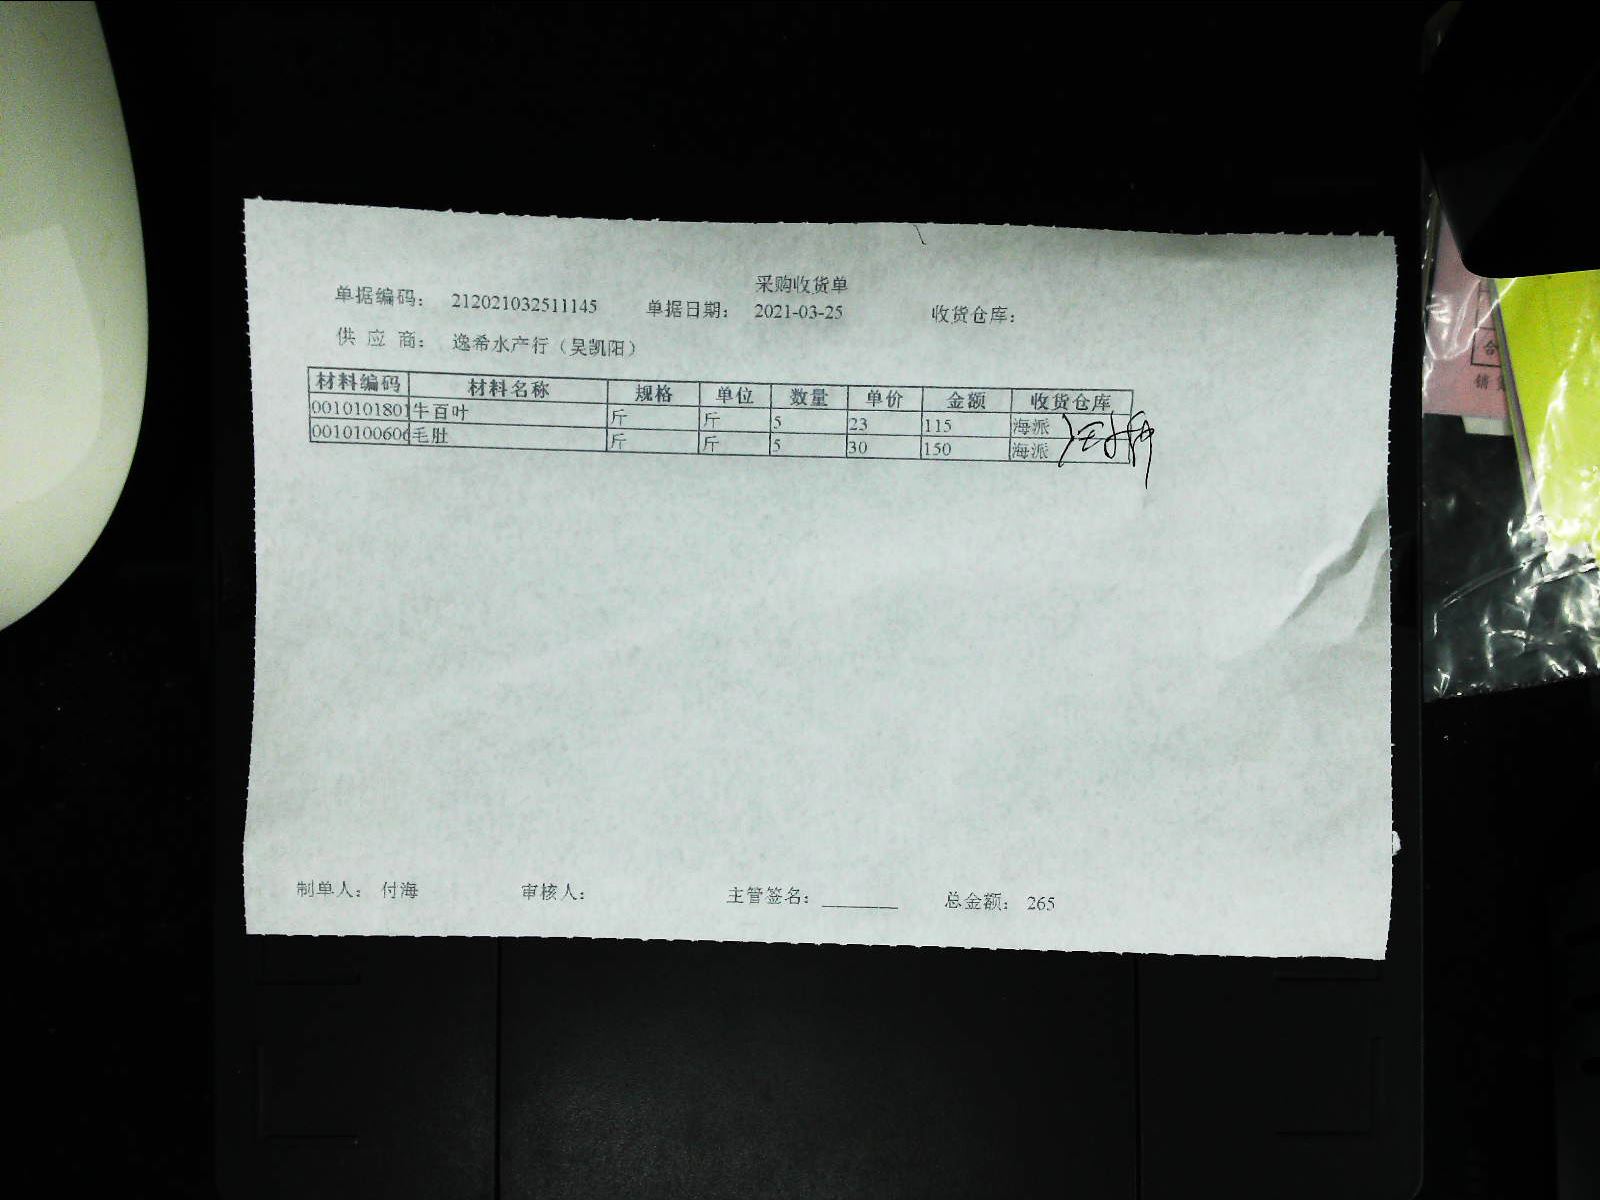 采购收货单
单据编码: 212021032511145 单据日期: 2021-03-25 收货仓库:
供 应 商: 逸希水产行（吴凯阳）
材料编码 材料名称 规格 单位 数量 单价 金额 收货仓库
0010101801 牛百叶 斤 斤 5 23 115 海派
0010100606 毛肚 斤 斤 5 30 150 海派
制单人: 付海 审核人: 主管签名: ________ 总金额: 265
合
销